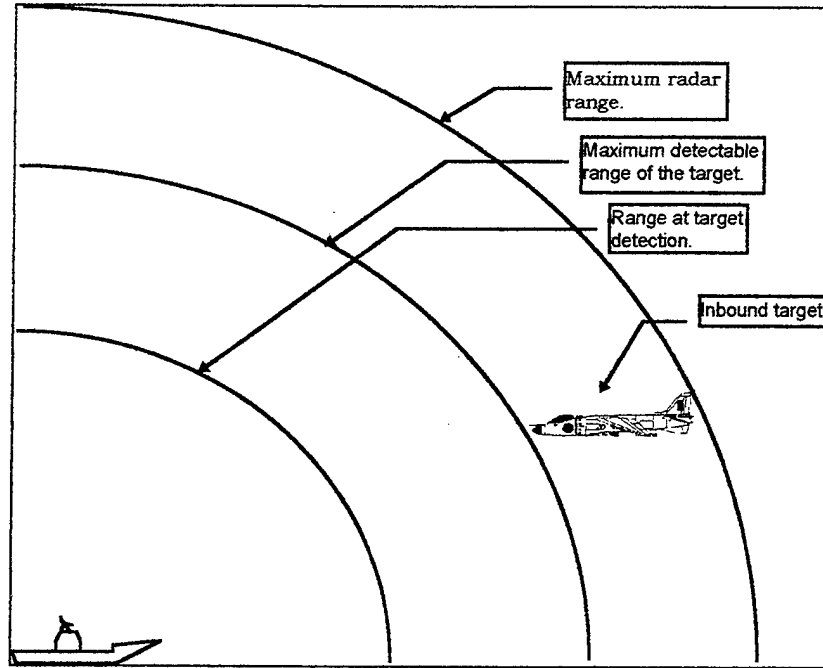 Maximum radar
range.
Maximum detectable
range of the target.
Range at target
detection.
Inbound target